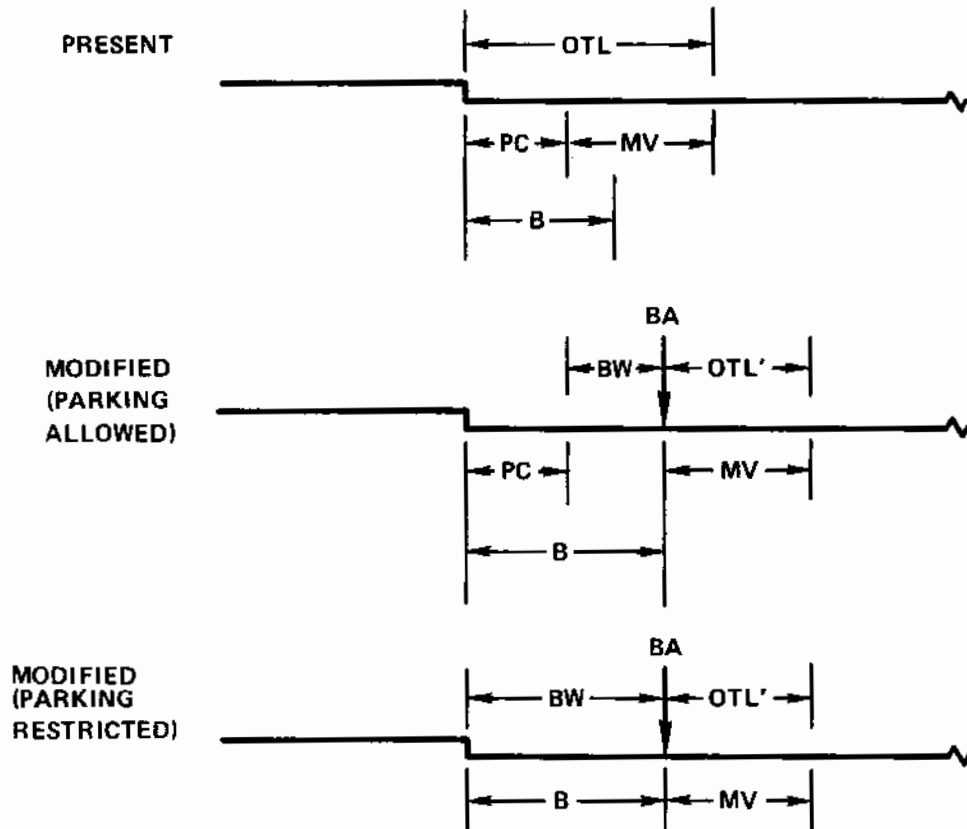 PRESENT
OTL
PC MV
B
BA
MODIFIED
(PARKING
ALLOWED)
BW OTL'
PC MV
B
BA
MODIFIED
(PARKING
RESTRICTED)
BW OTL'
B MV